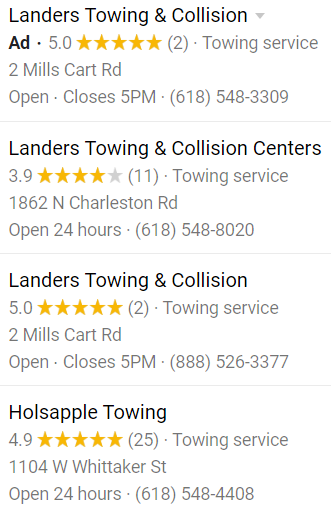 Landers Towing & Collision
Ad · 5.0 ★★★★★ (2) · Towing service
2 Mills Cart Rd
Open · Closes 5PM · (618) 548-3309
Landers Towing & Collision Centers
3.9 ★★★★★ (11) · Towing service
1862 N Charleston Rd
Open 24 hours · (618) 548-8020
Landers Towing & Collision
5.0 ★★★★★ (2) · Towing service
2 Mills Cart Rd
Open · Closes 5PM · (888) 526-3377
Holsapple Towing
4.9 ★★★★★ (25) · Towing service
1104 W Whittaker St
Open 24 hours · (618) 548-4408